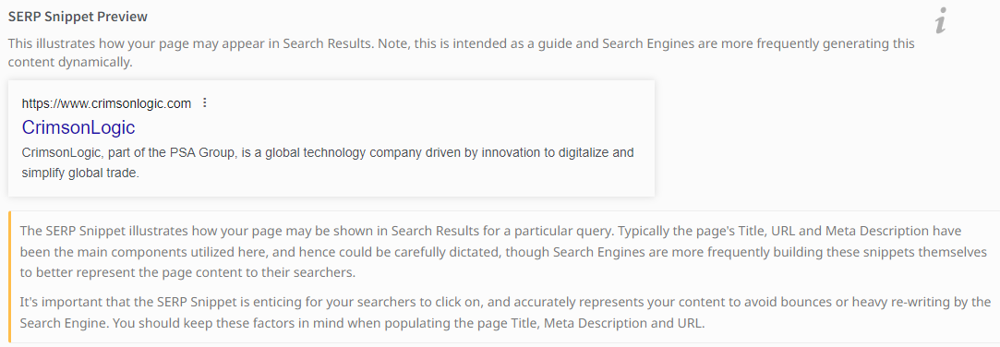 SERP Snippet Preview
This illustrates how your page may appear in Search Results. Note, this is intended as a guide and Search Engines are more frequently generating this
content dynamically.
https://www.crimsonlogic.com
CrimsonLogic
CrimsonLogic, part of the PSA Group, is a global technology company driven by innovation to digitalize and
simplify global trade.
The SERP Snippet illustrates how your page may be shown in Search Results for a particular query. Typically the page's Title, URL and Meta Description have
been the main components utilized here, and hence could be carefully dictated, though Search Engines are more frequently building these snippets themselves
to better represent the page content to their searchers.
It's important that the SERP Snippet is enticing for your searchers to click on, and accurately represents your content to avoid bounces or heavy re-writing by the
Search Engine. You should keep these factors in mind when populating the page Title, Meta Description and URL.